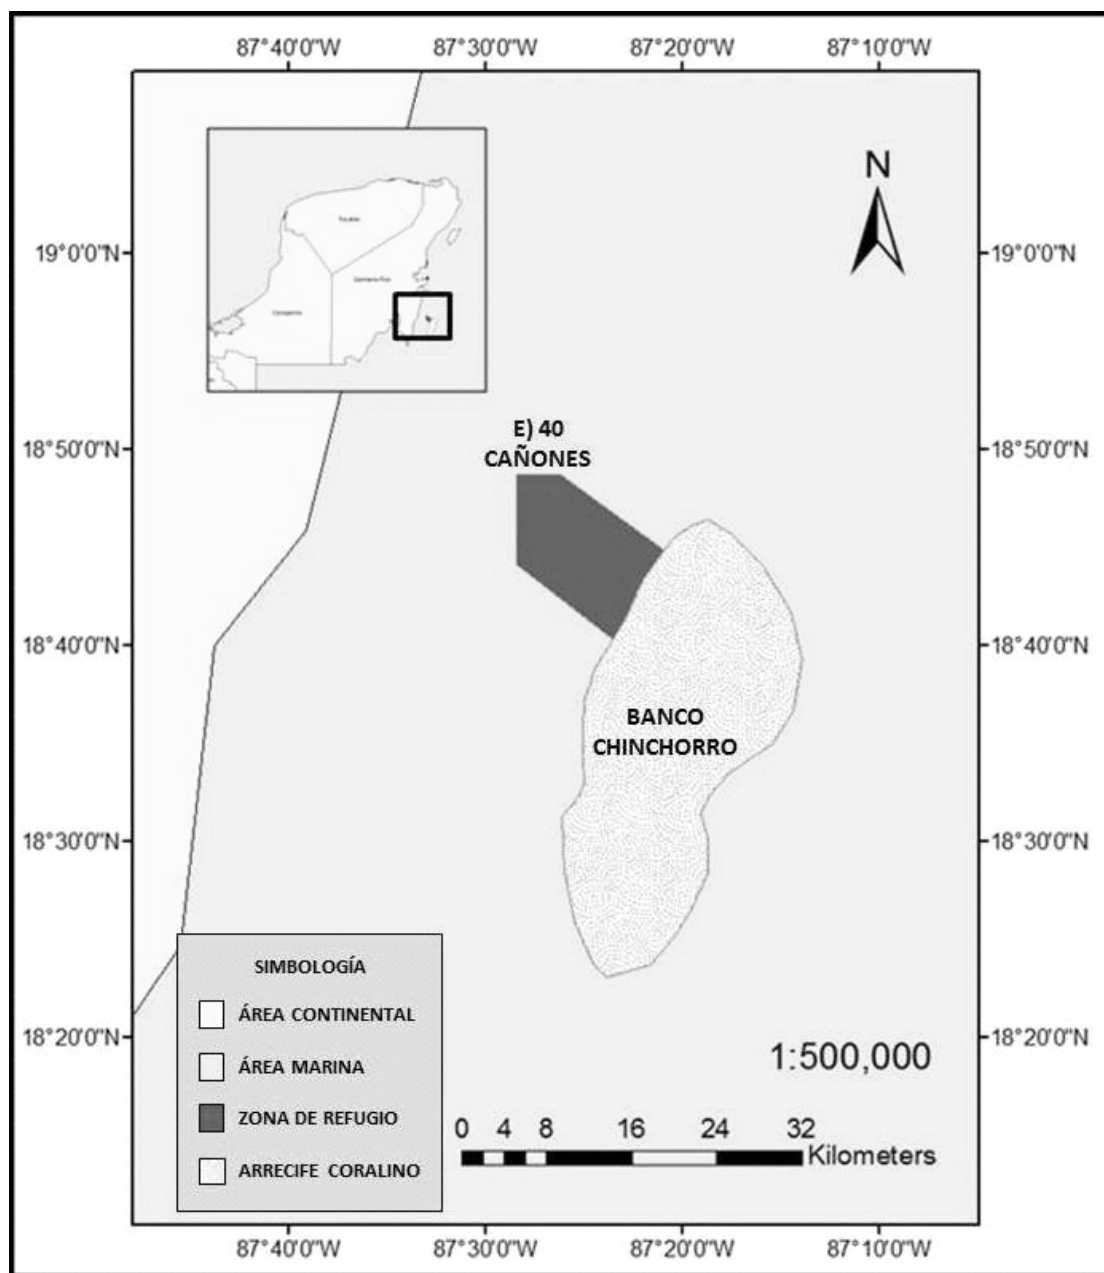 87°40'0"W 87°30'0"W 87°20'0"W 87°10'0"W
N
19°0'0"N 19°0'0"N
Yucatán
Quintana Roo
Campeche
E) 40
CAÑONES
18°50'0"N 18°50'0"N
18°40'0"N 18°40'0"N
BANCO
CHINCHORRO
18°30'0"N 18°30'0"N
SIMBOLOGÍA
ÁREA CONTINENTAL
ÁREA MARINA
ZONA DE REFUGIO
ARRECIFE CORALINO
18°20'0"N 18°20'0"N
1:500,000
0 4 8 16 24 32
Kilometers
87°40'0"W 87°30'0"W 87°20'0"W 87°10'0"W